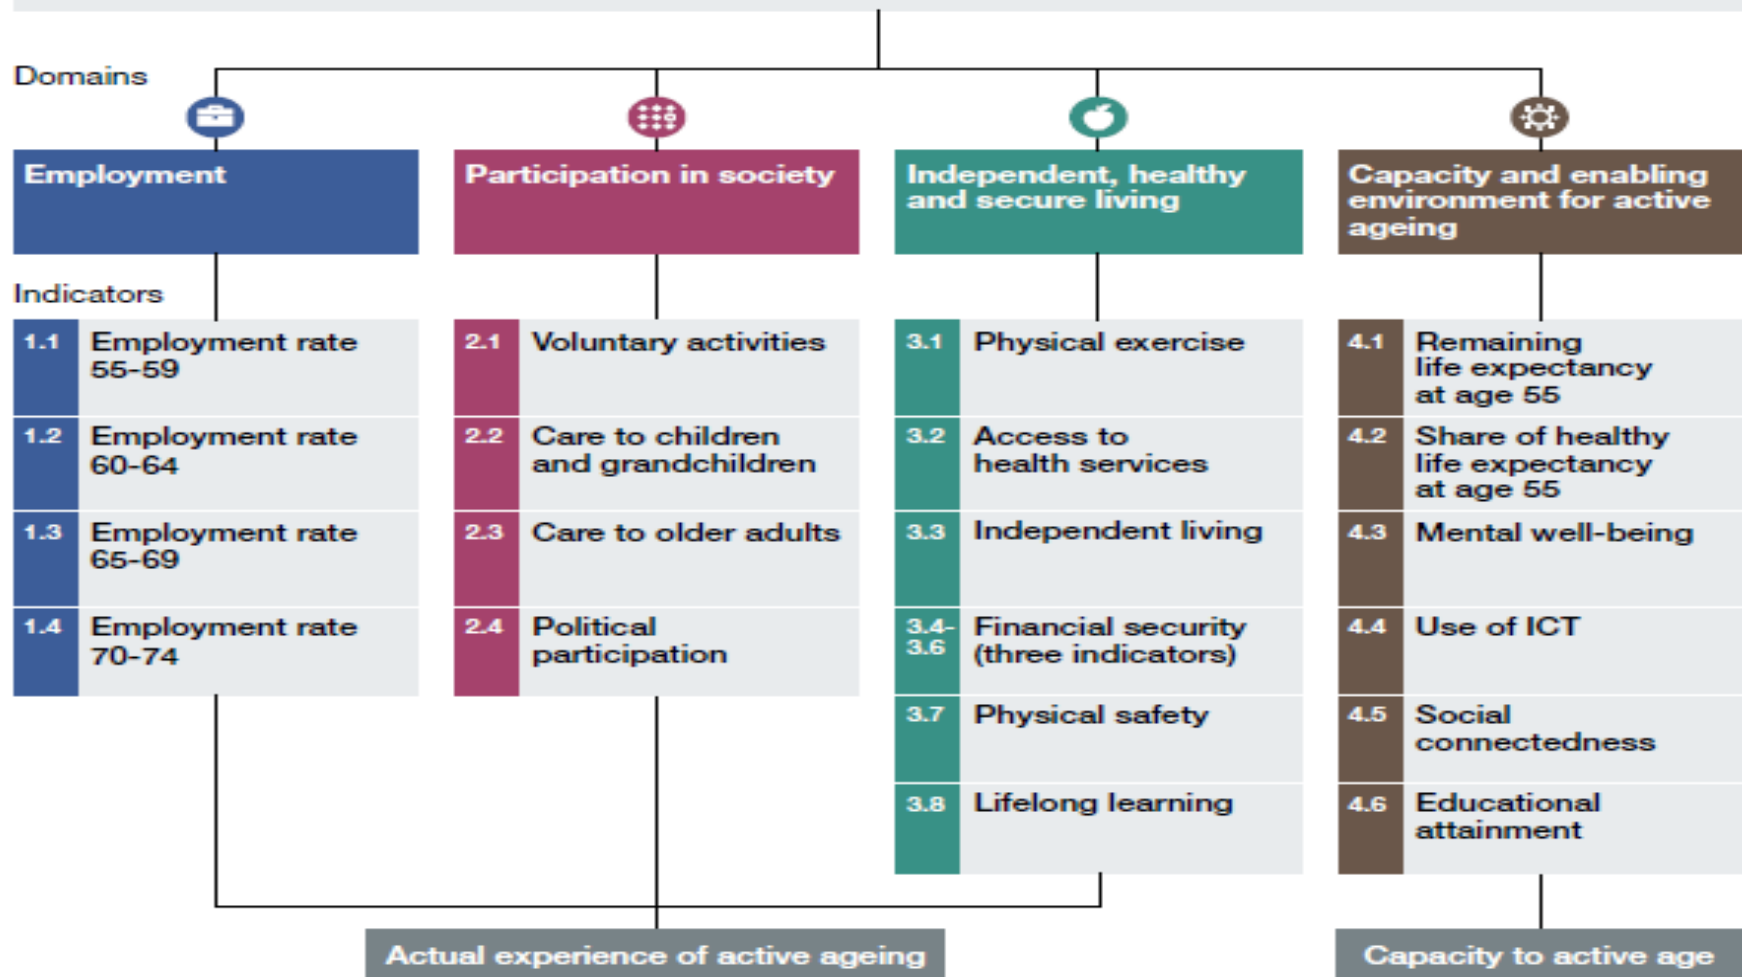 Domains
Employment
Participation in society
Independent, healthy
and secure living
Capacity and enabling
environment for active
ageing
Indicators
1.1 Employment rate
55-59
1.2 Employment rate
60-64
1.3 Employment rate
65-69
1.4 Employment rate
70-74
2.1 Voluntary activities
2.2 Care to children
and grandchildren
2.3 Care to older adults
2.4 Political
participation
3.1 Physical exercise
3.2 Access to
health services
3.3 Independent living
3.4- Financial security
3.6 (three indicators)
3.7 Physical safety
3.8 Lifelong learning
4.1 Remaining
life expectancy
at age 55
4.2 Share of healthy
life expectancy
at age 55
4.3 Mental well-being
4.4 Use of ICT
4.5 Social
connectedness
4.6 Educational
attainment
Actual experience of active ageing
Capacity to active age